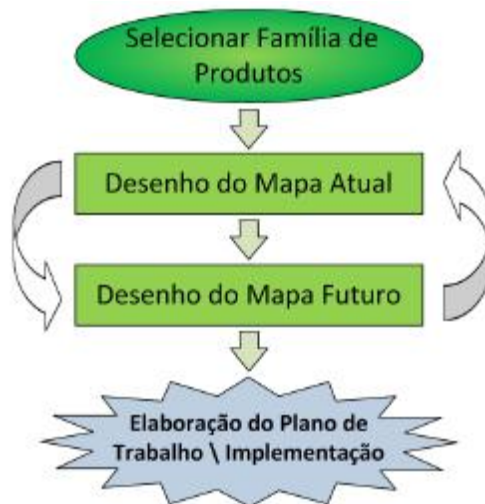 Selecionar Família de
Produtos
Desenho do Mapa Atual
Desenho do Mapa Futuro
Elaboração do Plano de
Trabalho \ Implementação